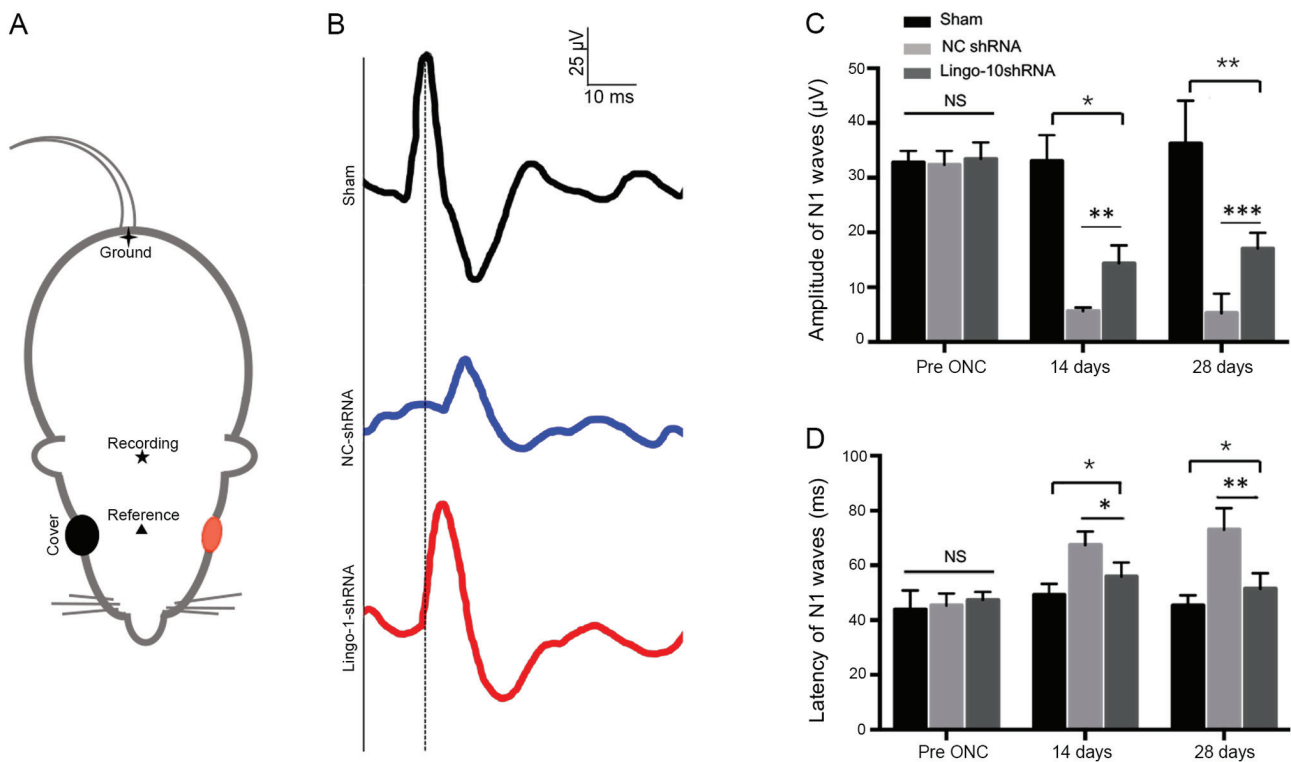 A
Ground
Recording
Reference
Cover
B
25 μV
10 ms
Sham
NC-shRNA
Lingo-1-shRNA
C
Sham
NC shRNA
Lingo-10shRNA
Amplitude of N1 waves (μV)
50
40
30
20
10
0
NS
*
**
**
***
Pre ONC
14 days
28 days
D
Latency of N1 waves (ms)
100
80
60
40
20
0
NS
*
*
*
**
Pre ONC
14 days
28 days